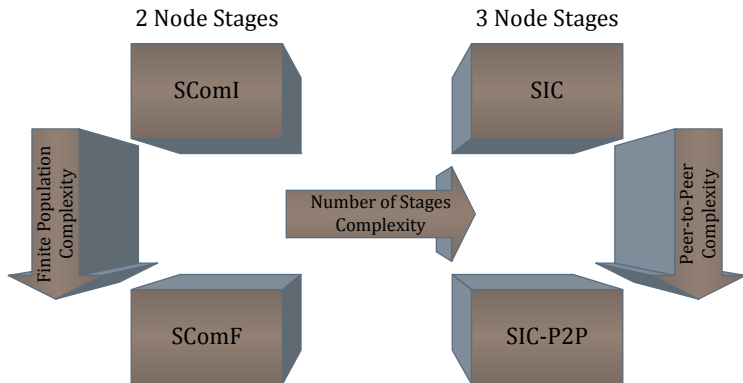 2 Node Stages
3 Node Stages
SComI
SIC
Finite Population
Complexity
Number of Stages
Complexity
Peer-to-Peer
Complexity
SComF
SIC-P2P